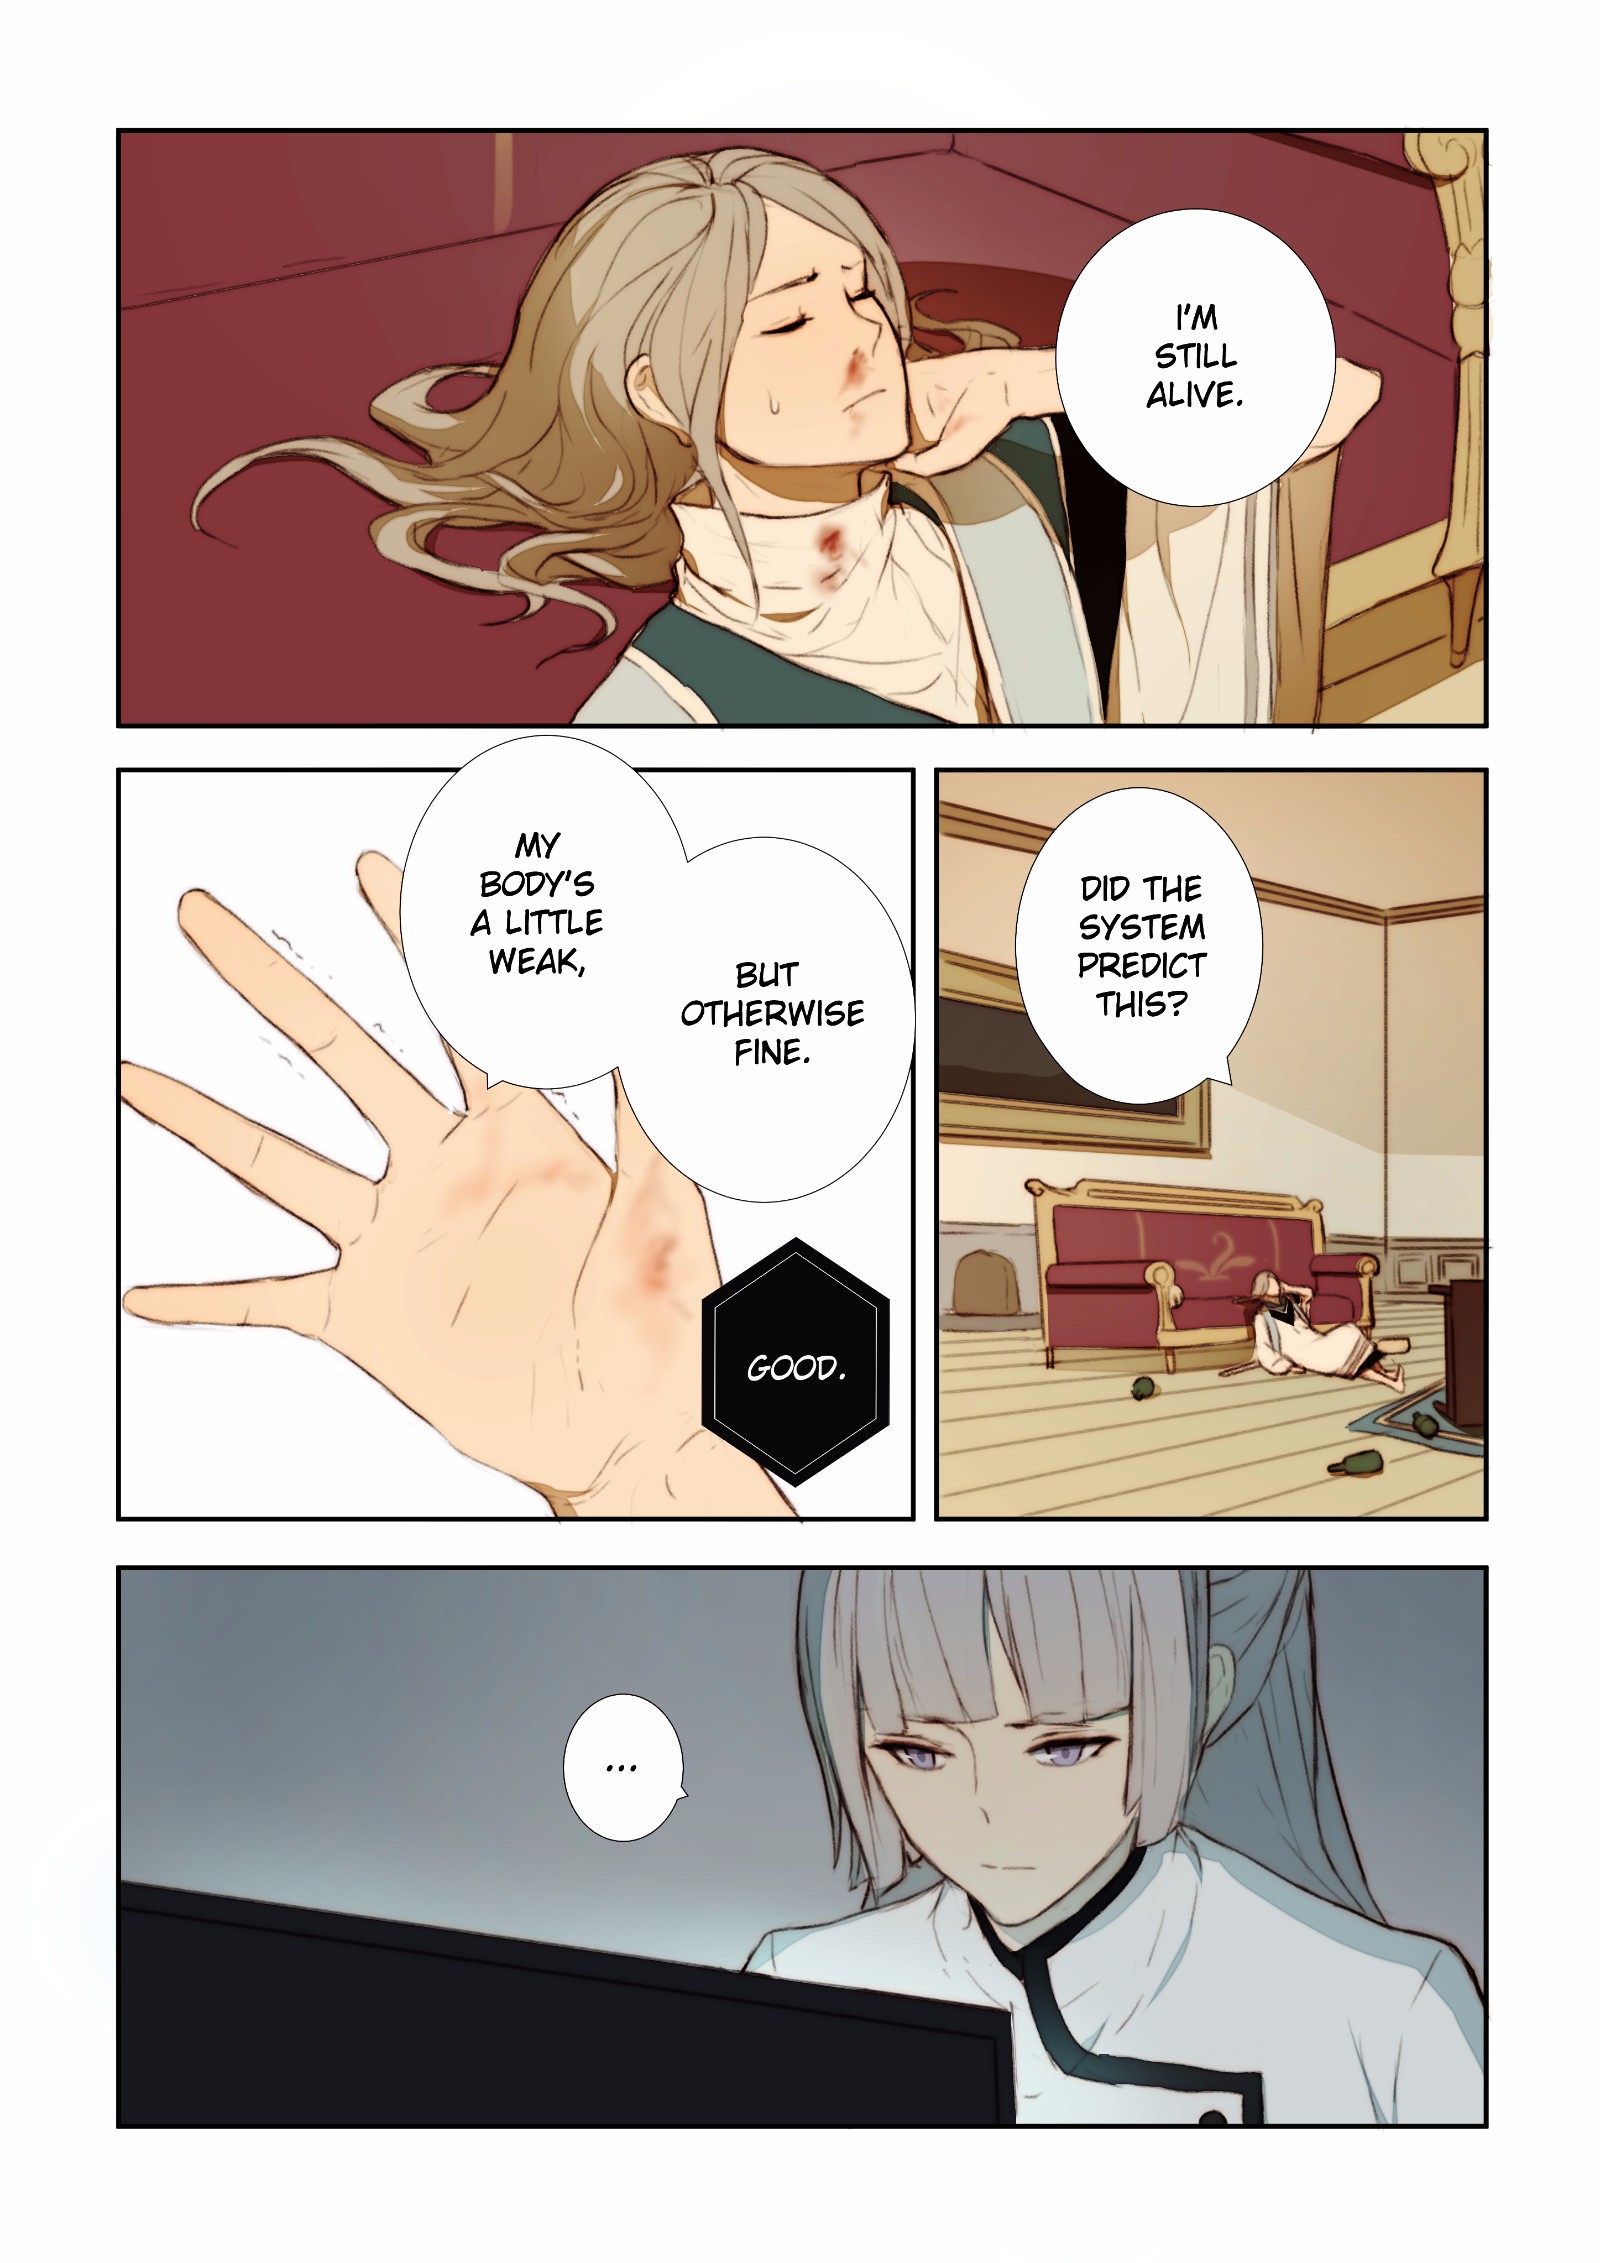 I'M
STILL
ALIVE.
MY
BODY'S
A LITTLE
WEAK,
BUT
OTHERWISE
FINE.
GOOD.
DID THE
SYSTEM
PREDICT
THIS?
...